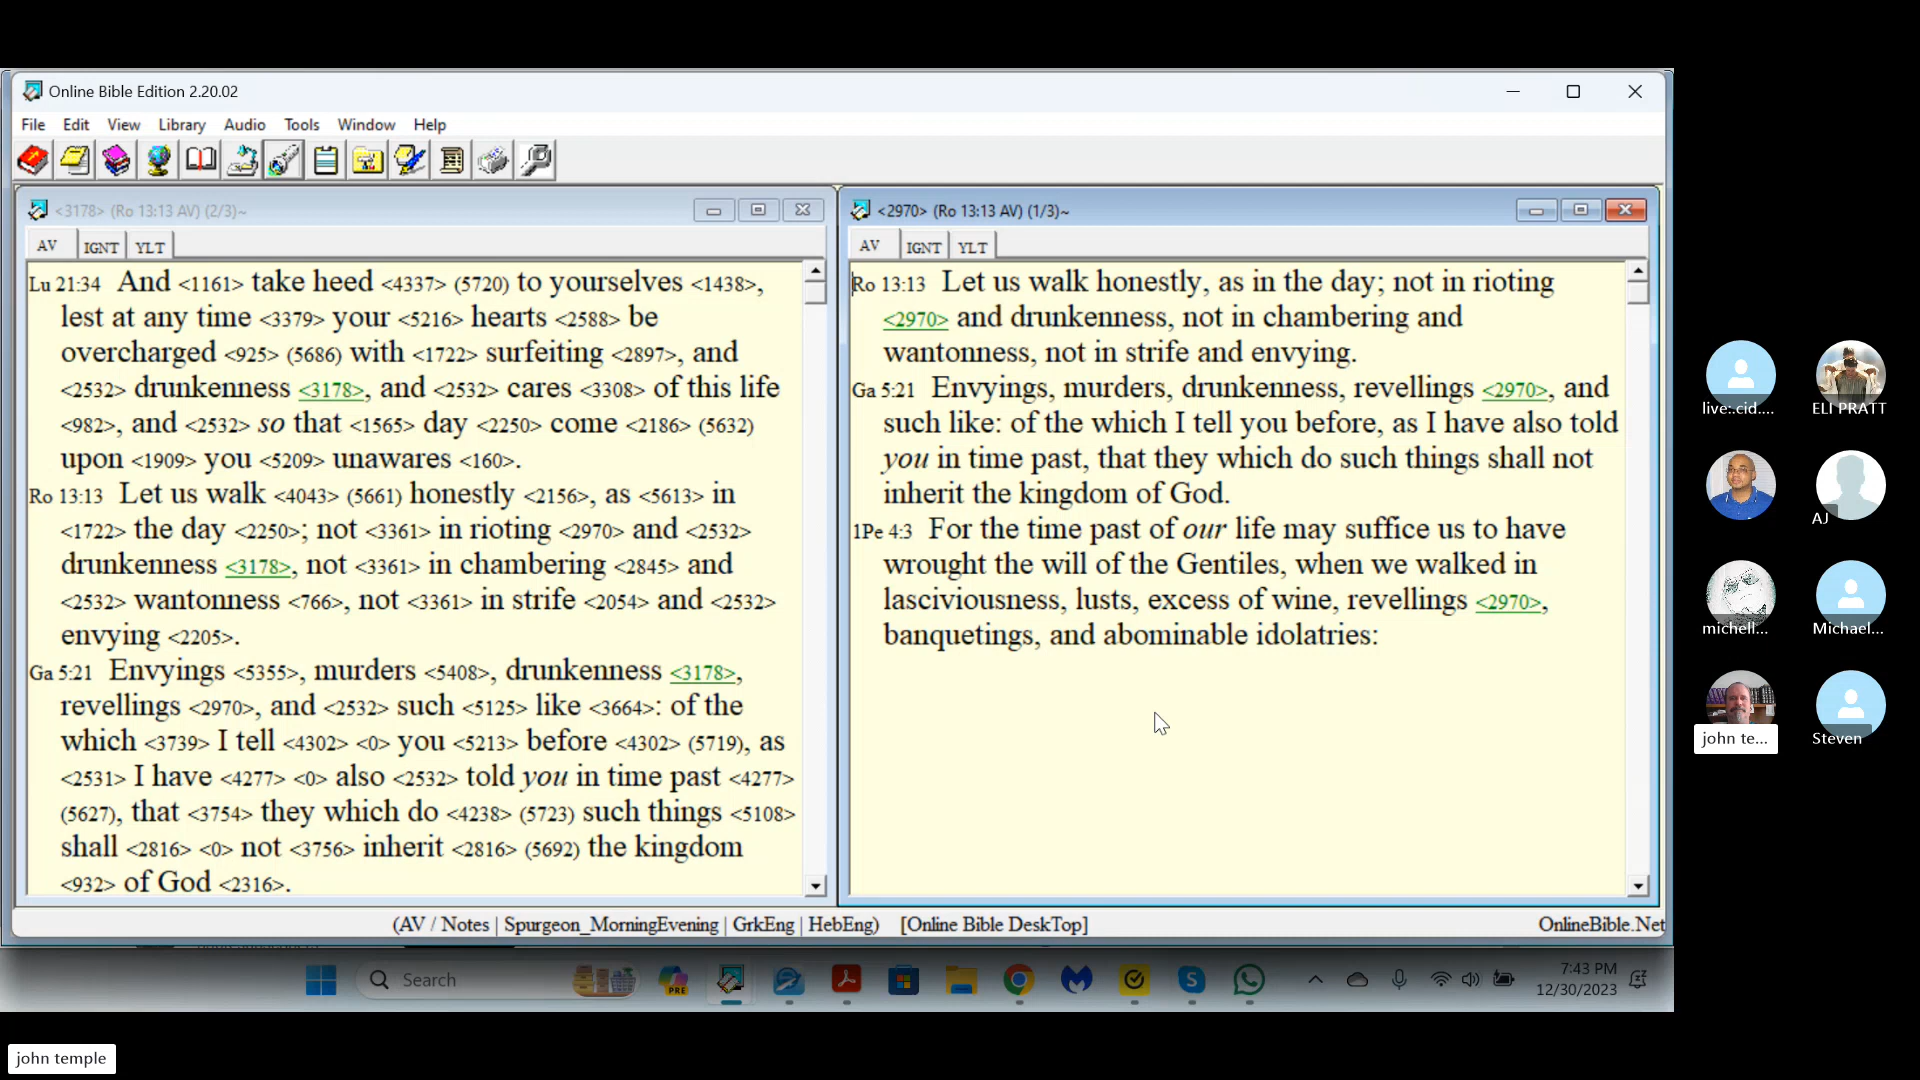 Online Bible Edition 2.20.02
File Edit View Library Audio Tools Window Help
<3178> (Ro 13:13 AV) (2/3)~
AV IGNT YLT
Lu 21:34 And <1161> take heed <4337> (5720) to yourselves <1438>,
lest at any time <3379> your <5216> hearts <2588> be
overcharged <925> (5686) with <1722> surfeiting <2897>, and
<2532> drunkenness <3178>, and <2532> cares <3308> of this life
<982>, and <2532> so that <1565> day <2250> come <2186> (5632)
upon <1909> you <5209> unawares <160>.
Ro 13:13 Let us walk <4043> (5661) honestly <2156>, as <5613> in
<1722> the day <2250>; not <3361> in rioting <2970> and <2532>
drunkenness <3178>, not <3361> in chambering <2845> and
<2532> wantonness <766>, not <3361> in strife <2054> and <2532>
envying <2205>.
Ga 5:21 Envyings <5355>, murders <5408>, drunkenness <3178>,
revellings <2970>, and <2532> such <5125> like <3664>: of the
which <3739> I tell <4302> <0> you <5213> before <4302> (5719), as
<2531> I have <4277> <0> also <2532> told you in time past <4277>
(5627), that <3754> they which do <4238> (5723) such things <5108>
shall <2816> <0> not <3756> inherit <2816> (5692) the kingdom
<932> of God <2316>.
<2970> (Ro 13:13 AV) (1/3)~
AV IGNT YLT
Ro 13:13 Let us walk honestly, as in the day; not in rioting
<2970> and drunkenness, not in chambering and
wantonness, not in strife and envying.
Ga 5:21 Envyings, murders, drunkenness, revellings <2970>, and
such like: of the which I tell you before, as I have also told
you in time past, that they which do such things shall not
inherit the kingdom of God.
1Pe 4:3 For the time past of our life may suffice us to have
wrought the will of the Gentiles, when we walked in
lasciviousness, lusts, excess of wine, revellings <2970>,
banquetings, and abominable idolatries:
(AV / Notes | Spurgeon_MorningEvening | GrkEng | HebEng) [Online Bible DeskTop]
OnlineBible.Net
Search
PRE
7:43 PM
12/30/2023
live:.cid.... ELI PRATT
AJ
michell... Michael...
john te... Steven
john temple